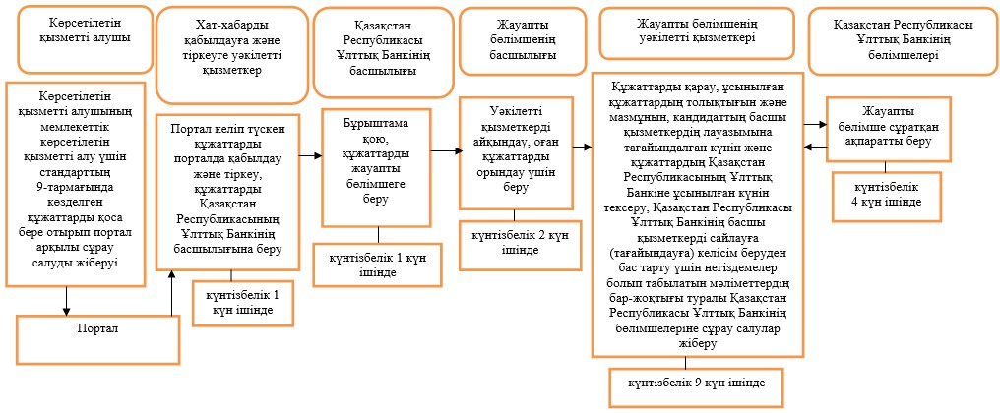 Көрсетілетін
қызметті алушы
Хат-хабарды
қабылдауға және
тіркеуге уәкілетті
қызметкер
Қазақстан
Республикасы
Ұлттық Банкінің
басшылығы
Жауапты
бөлімшенің
басшылығы
Жауапты бөлімшенің
уәкілетті қызметкері
Қазақстан Республикасы
Ұлттық Банкінің
бөлімшелері
Көрсетілетін
қызметті алушының
мемлекеттік
көрсетілетін
қызметті алу үшін
стандарттың
9-тармағында
көзделген
құжаттарды қоса
бере отырып портал
арқылы сұрау
салуды жіберуі
Портал
Портал келіп түскен
құжаттарды
порталда қабылдау
және тіркеу,
құжаттарды
Қазақстан
Республикасының
Ұлттық Банкінің
басшылығына беру
күнтізбелік 1
күн ішінде
Бұрыштама
қою,
құжаттарды
жауапты
бөлімшеге
беру
күнтізбелік 1 күн
ішінде
Уәкілетті
қызметкерді
айқындау, оған
құжаттарды
орындау үшін
беру
күнтізбелік 2 күн
ішінде
Құжаттарды қарау, ұсынылған
құжаттардың толықтығын және
мазмұнын, кандидаттың басшы
қызметкердің лауазымына
тағайындалған күнін және
құжаттардың Қазақстан
Республикасының Ұлттық
Банкіне ұсынылған күнін
тексеру, Қазақстан Республикасы
Ұлттық Банкінің басшы
қызметкерді сайлауға
(тағайындауға) келісім беруден
бас тарту үшін негіздемелер
болып табылатын мәліметтердің
бар-жоқтығы туралы Қазақстан
Республикасы Ұлттық Банкінің
бөлімшелеріне сұрау салулар
жіберу
күнтізбелік 9 күн ішінде
Жауапты
бөлімше сұратқан
ақпаратты беру
күнтізбелік
4 күн ішінде